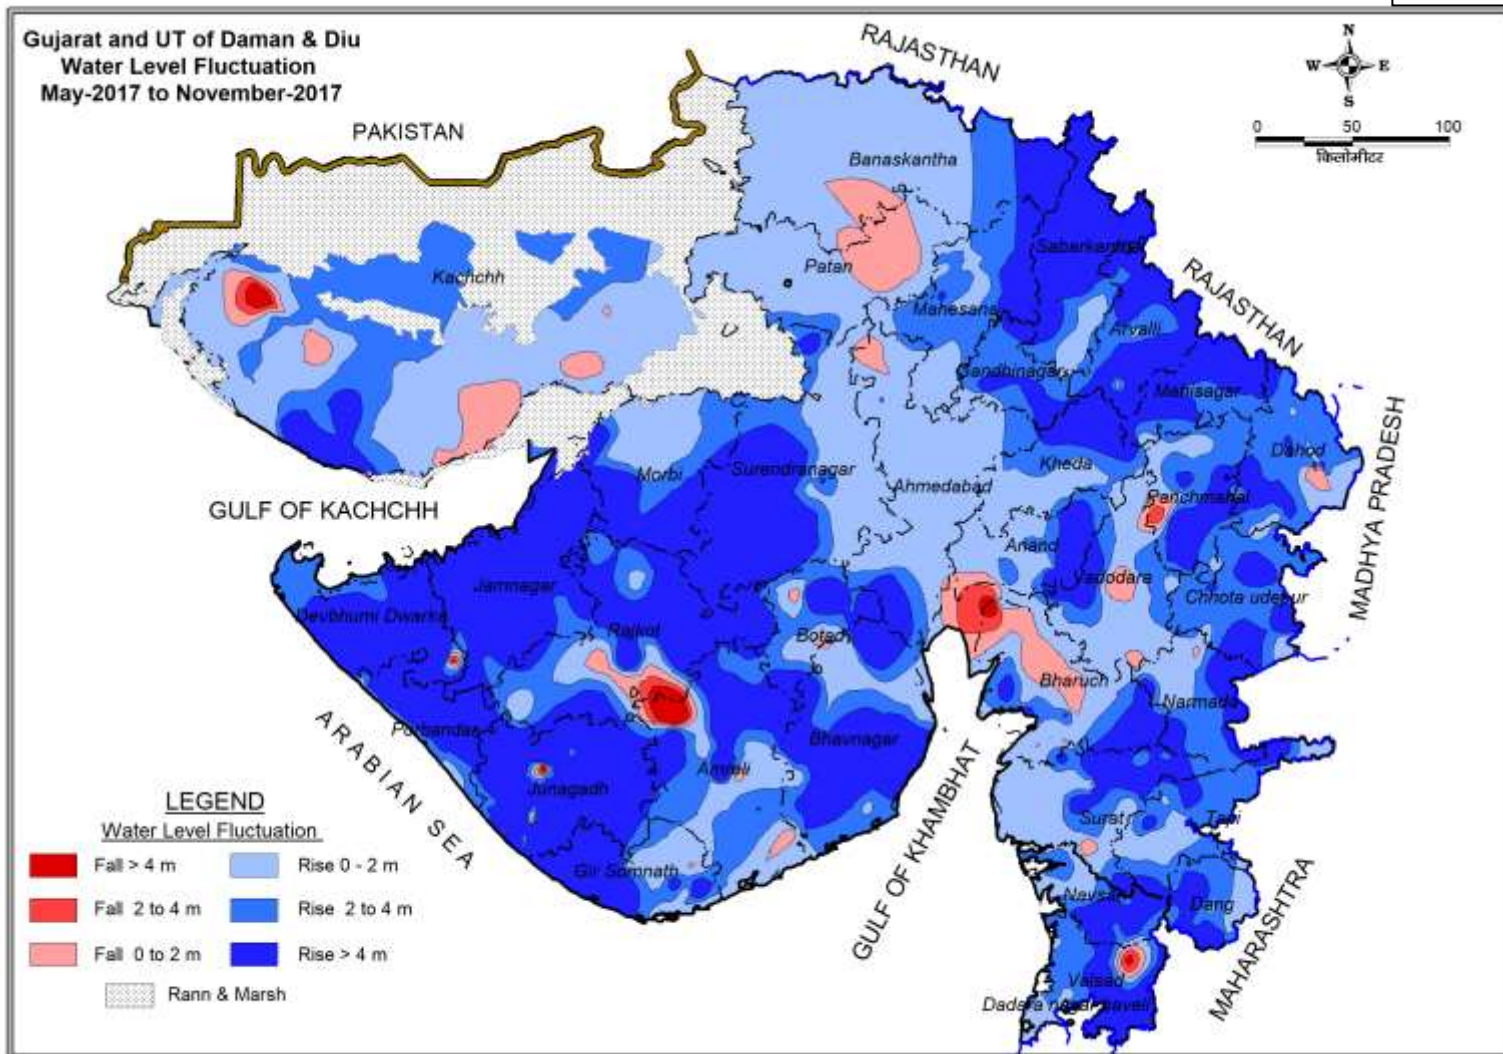 Gujarat and UT of Daman & Diu
Water Level Fluctuation
May-2017 to November-2017
RAJASTHAN
N
W E
S
0 50 100
किलोमीटर
PAKISTAN
Banaskantha
Sabarkantha
Kachchh
Patan
RAJASTHAN
Mahesana
Arvalli
Gandhinagar
Mahisagar
Dahod
MADHYA PRADESH
Morbi
Surendranagar
Kheda
Ahmedabad
Panchmahal
GULF OF KACHCHH
Anand
Vadodara
Jamnagar
Chhota udepur
Devbhumi Dwarka
Rajkot
Botad
Bharuch
Narmada
Porbandar
Bhavnagar
ARABIAN SEA
Amreli
Junagadh
GULF OF KHAMBHAT
Surat
Tapi
Gir Somnath
Navsari
Dang
MAHARASHTRA
Valsad
Dadara nagar haveli
LEGEND
Water Level Fluctuation
Fall > 4 m Rise 0 - 2 m
Fall 2 to 4 m Rise 2 to 4 m
Fall 0 to 2 m Rise > 4 m
Rann & Marsh